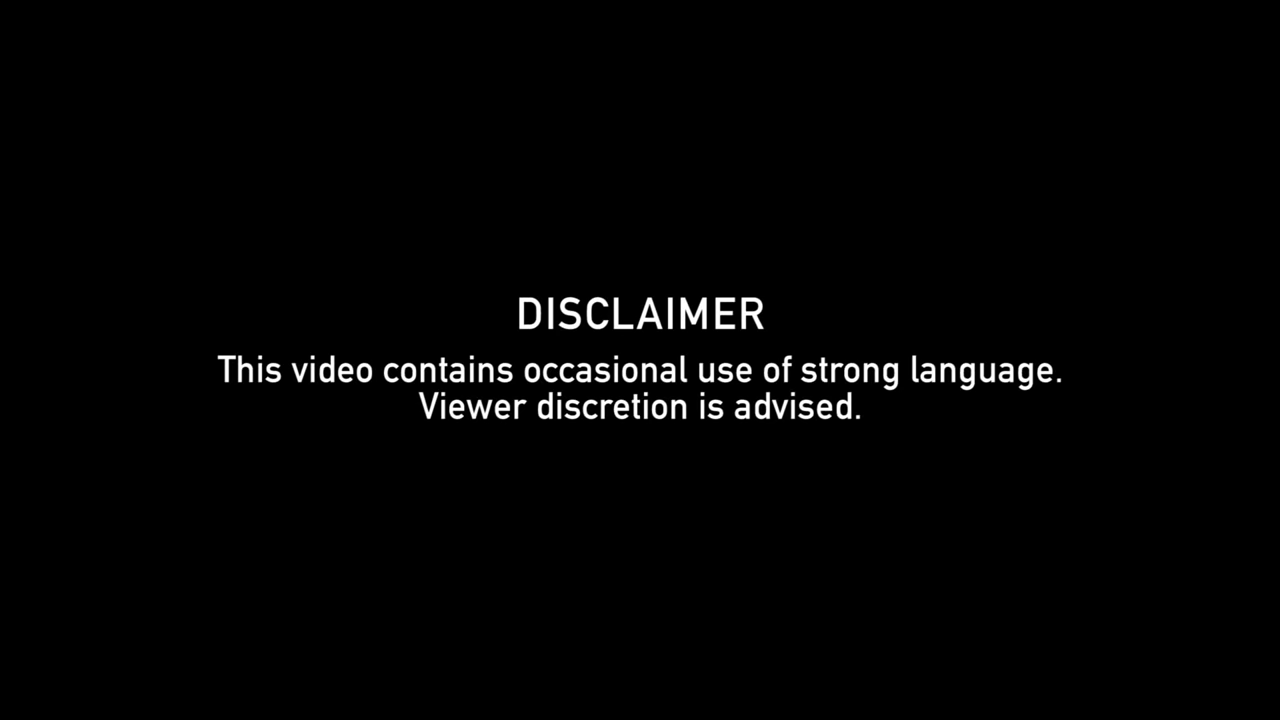 DISCLAIMER
This video contains occasional use of strong language.
Viewer discretion is advised.